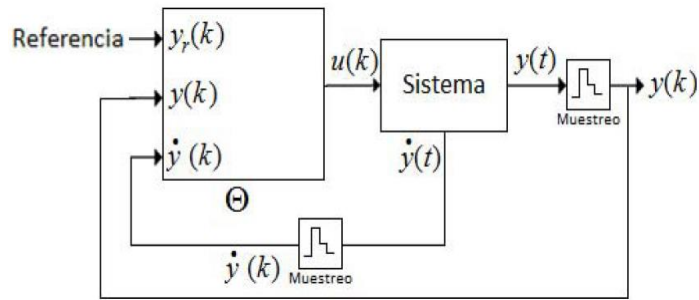 Referencia
y_r(k)
y(k)
ẏ(k)
Θ
u(k)
Sistema
y(t)
ẏ(t)
Muestreo
y(k)
ẏ(k)
Muestreo